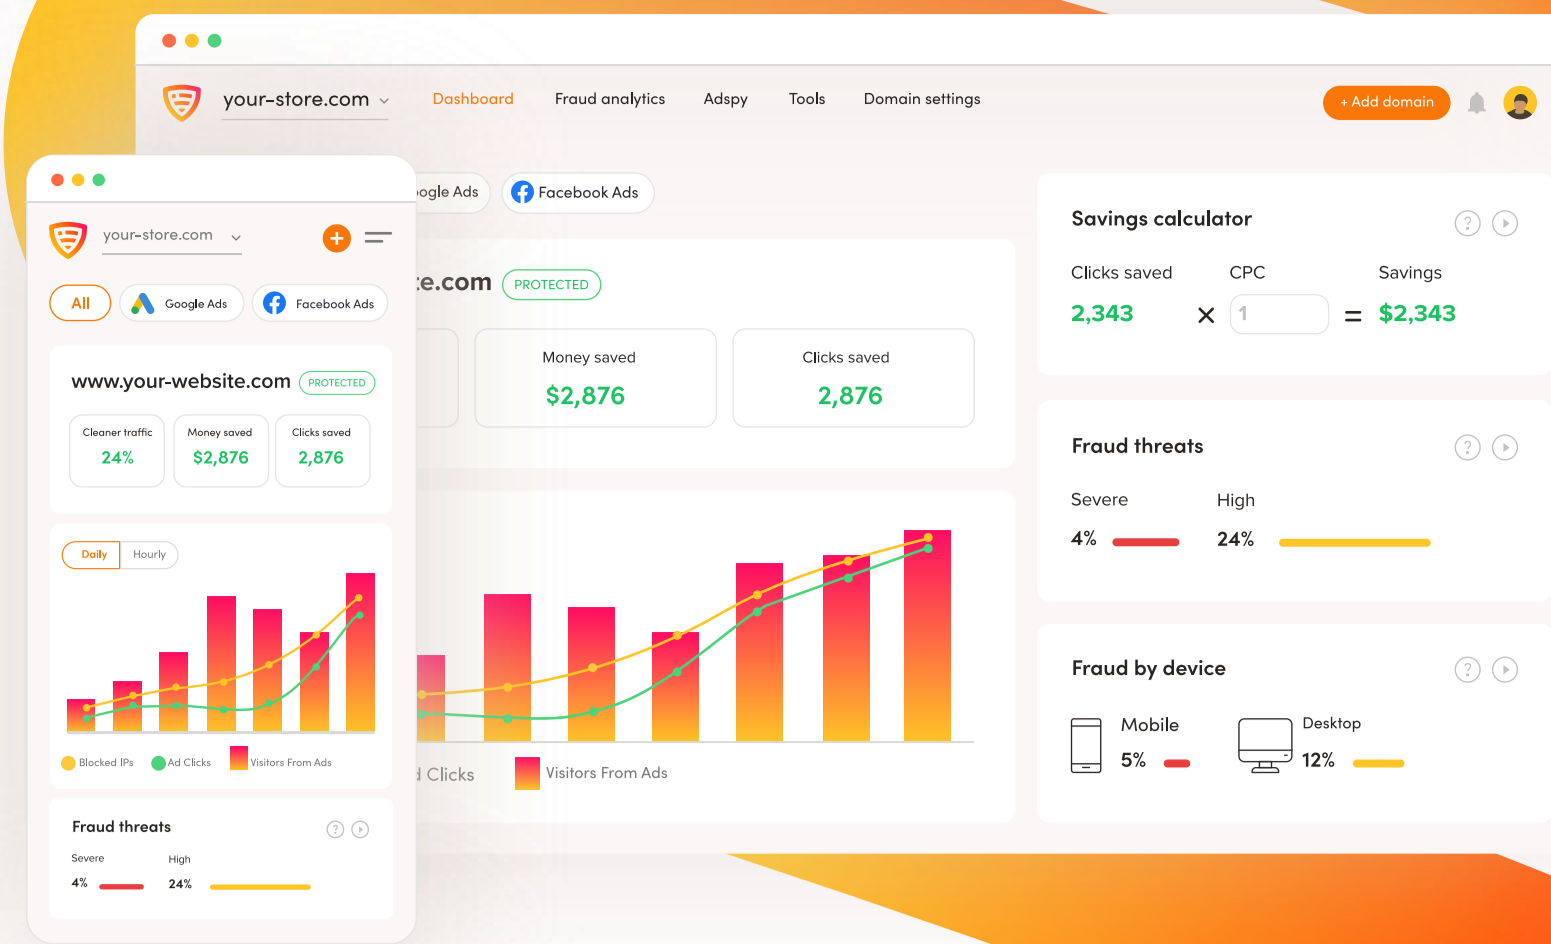 your-store.com
Dashboard
Fraud analytics
Adspy
Tools
Domain settings
+ Add domain
Ads
Facebook Ads
.com
PROTECTED
Money saved
$2,876
Clicks saved
2,876
Clicks
Visitors From Ads
Savings calculator
?
Clicks saved
CPC
Savings
2,343
×
1
=
$2,343
Fraud threats
?
Severe
High
4%
24%
Fraud by device
?
Mobile
5%
Desktop
12%
your-store.com
+
All
Google Ads
Facebook Ads
www.your-website.com
PROTECTED
Cleaner traffic
24%
Money saved
$2,876
Clicks saved
2,876
Daily
Hourly
Blocked IPs
Ad Clicks
Visitors From Ads
Fraud threats
?
Severe
High
4%
24%